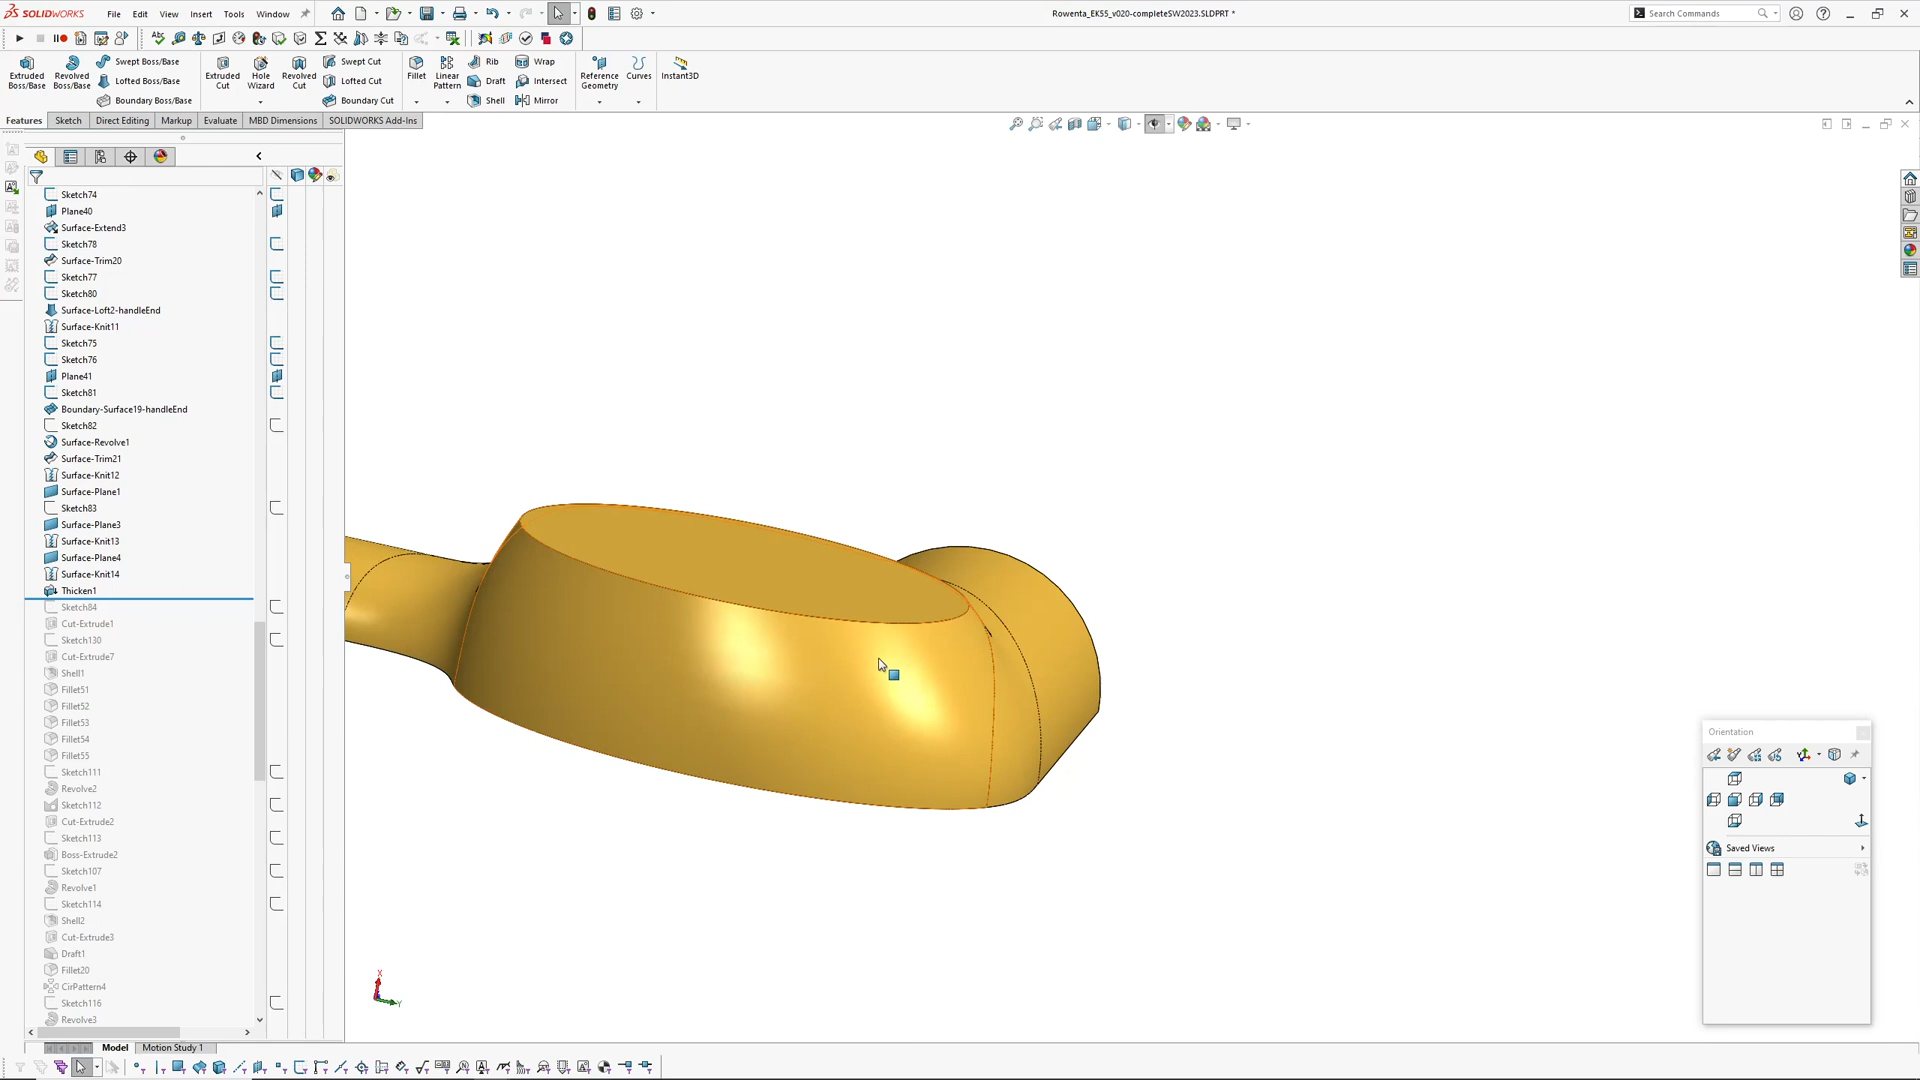 SOLIDWORKS File Edit View Insert Tools Window Rowenta_EK55_v020-completeSW2023.SLDPRT * Search Commands
Extruded Boss/Base Revolved Boss/Base Swept Boss/Base Lofted Boss/Base Boundary Boss/Base Extruded Cut Hole Wizard Revolved Cut Swept Cut Lofted Cut Boundary Cut Fillet Linear Pattern Rib Draft Shell Wrap Intersect Mirror Reference Geometry Curves Instant3D
Features Sketch Direct Editing Markup Evaluate MBD Dimensions SOLIDWORKS Add-Ins
Sketch74
Plane40
Surface-Extend3
Sketch78
Surface-Trim20
Sketch77
Sketch80
Surface-Loft2-handleEnd
Surface-Knit11
Sketch75
Sketch76
Plane41
Sketch81
Boundary-Surface19-handleEnd
Sketch82
Surface-Revolve1
Surface-Trim21
Surface-Knit12
Surface-Plane1
Sketch83
Surface-Plane3
Surface-Knit13
Surface-Plane4
Surface-Knit14
Thicken1
Sketch84
Cut-Extrude1
Sketch130
Cut-Extrude7
Shell1
Fillet51
Fillet52
Fillet53
Fillet54
Fillet55
Sketch111
Revolve2
Sketch112
Cut-Extrude2
Sketch113
Boss-Extrude2
Sketch107
Revolve1
Sketch114
Shell2
Cut-Extrude3
Draft1
Fillet20
CirPattern4
Sketch116
Revolve3
X
Y
Orientation
Saved Views
Model Motion Study 1